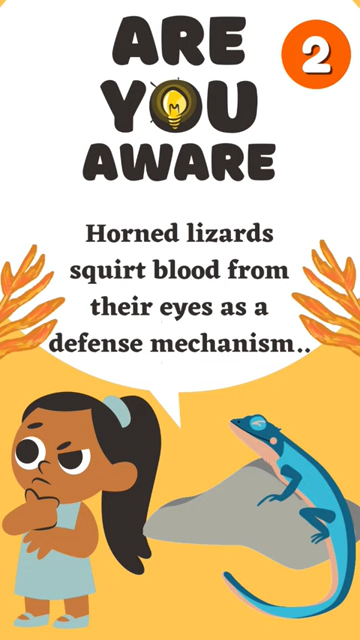 ARE
2
YOU
AWARE
Horned lizards
squirt blood from
their eyes as a
defense mechanism..